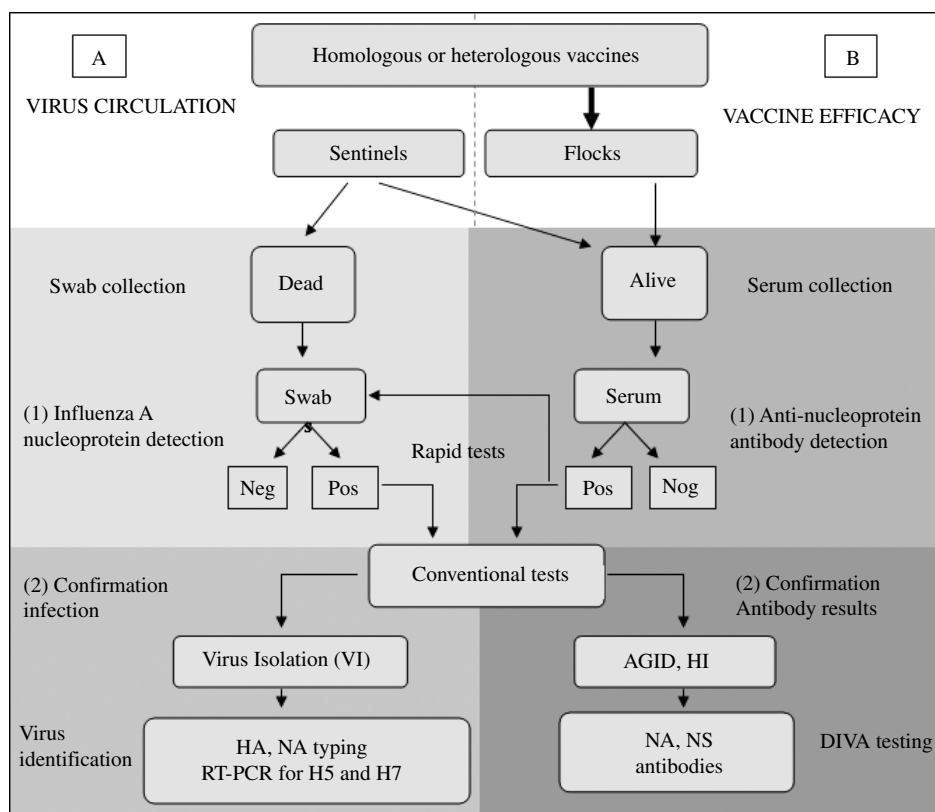 A
Homologous or heterologous vaccines
B
VIRUS CIRCULATION
VACCINE EFFICACY
Sentinels
Flocks
Swab collection
Dead
Alive
Serum collection
(1) Influenza A
nucleoprotein detection
Swab
s
Serum
(1) Anti-nucleoprotein
antibody detection
Rapid tests
Neg
Pos
Pos
Nog
Conventional tests
(2) Confirmation
infection
(2) Confirmation
Antibody results
Virus Isolation (VI)
AGID, HI
Virus
identification
HA, NA typing
RT-PCR for H5 and H7
NA, NS
antibodies
DIVA testing